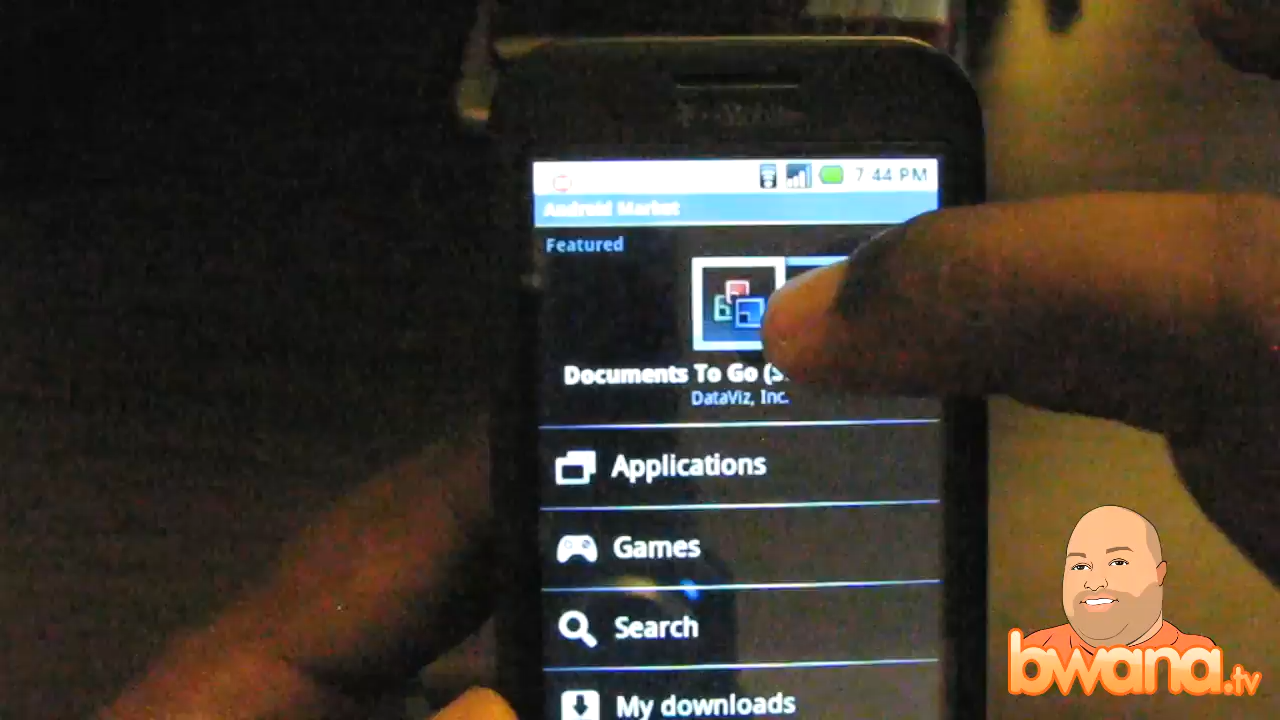 7:44 PM
Android Market
Featured
Documents To Go (
DataViz, Inc.
Applications
Games
Search
My downloads
bwana.tv